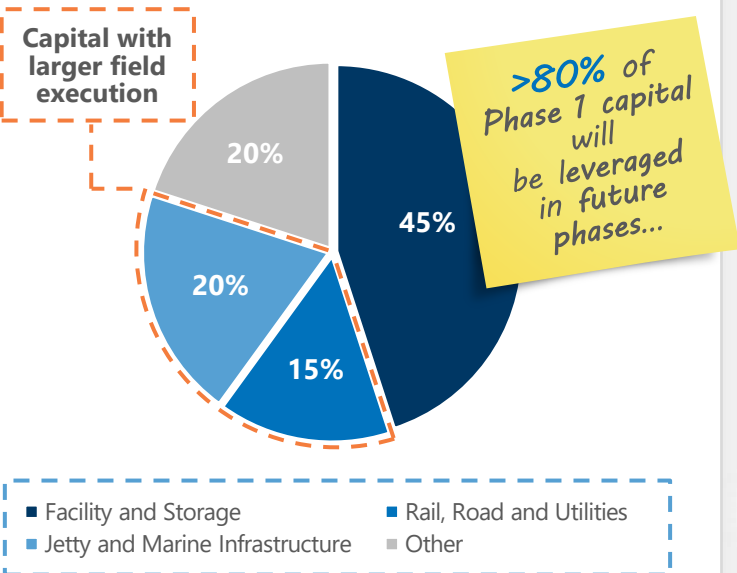 Capital with
larger field
execution
>80% of
Phase 1 capital
will
be leveraged
in future
phases...
20%
45%
20%
15%
Facility and Storage
Rail, Road and Utilities
Jetty and Marine Infrastructure
Other